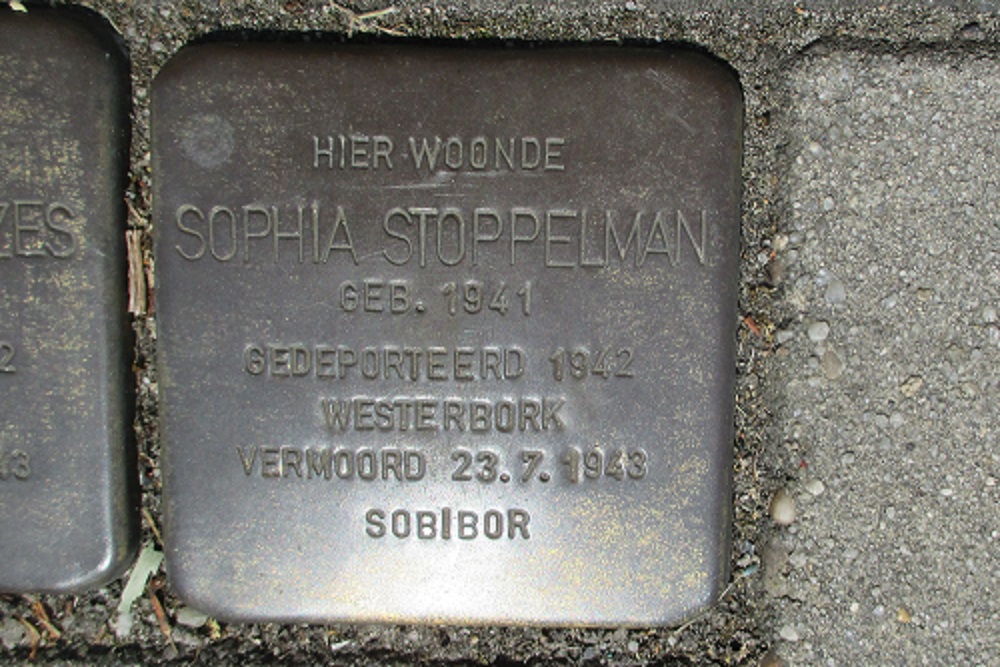 HIER WOONDE
SOPHIA STOPPELMAN
GEB. 1941
GEDEPORTEERD 1942
WESTERBORK
VERMOORD 23.7.1943
SOBIBOR